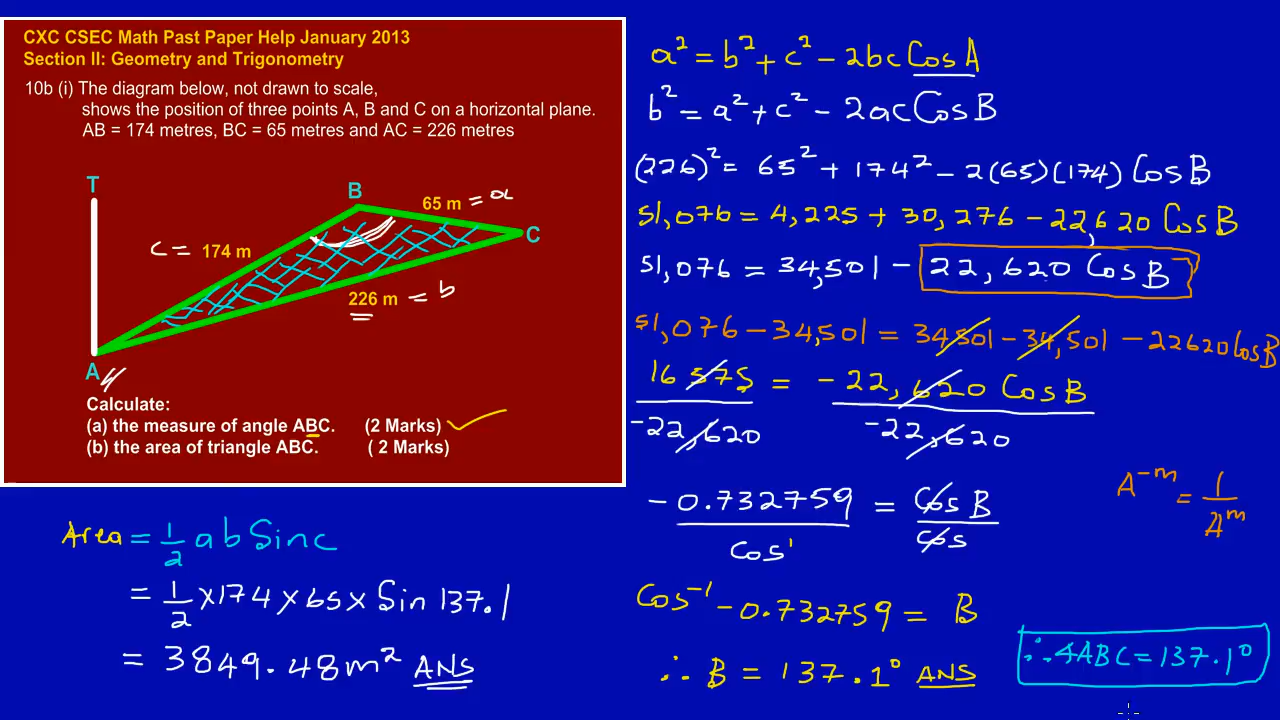 CXC CSEC Math Past Paper Help January 2013
Section II: Geometry and Trigonometry
10b (i) The diagram below, not drawn to scale,
shows the position of three points A, B and C on a horizontal plane.
AB = 174 metres, BC = 65 metres and AC = 226 metres
T
B
65 m = a
C
c = 174 m
226 m = b
A
Calculate:
(a) the measure of angle ABC. (2 Marks)
(b) the area of triangle ABC. ( 2 Marks)
Area = 1/2 ab Sin c
= 1/2 × 174 × 65 × Sin 137.1
= 3849.48 m² ANS
a² = b² + c² - 2bc Cos A
b² = a² + c² - 2ac Cos B
(226)² = 65² + 174² - 2(65)(174) Cos B
51,076 = 4,225 + 30,276 - 22,620 Cos B
51,076 = 34,501 - 22,620 Cos B
51,076 - 34,501 = 34,501 - 34,501 - 22620 Cos B
16 575 = -22,620 Cos B
-22,620 -22,620
-0.732759 = Cos B
Cos' Cos
A⁻ᵐ = 1/Aᵐ
Cos⁻¹ -0.732759 = B
∴ B = 137.1° ANS
∴ ∠ABC = 137.1°